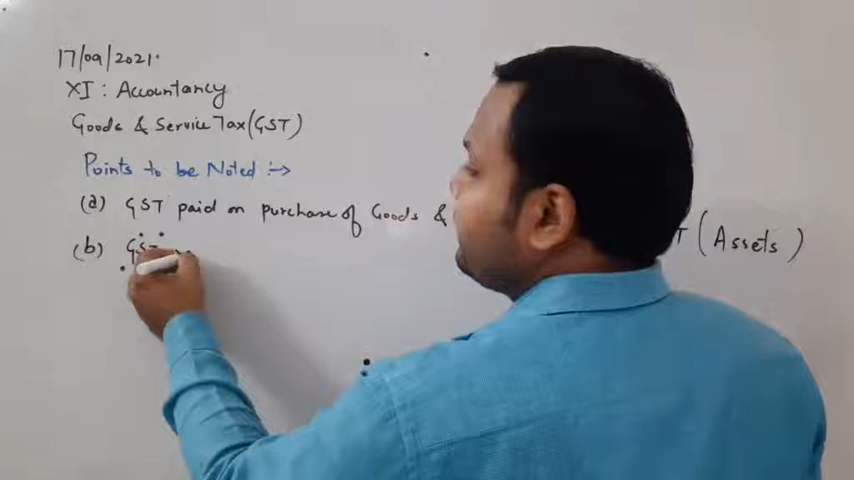 17/09/2021.
XI : Accountancy
Goods & Service Tax (GST)
Points to be Noted :->
(a) GST paid on purchase of Goods & (Assets)
(b) GST